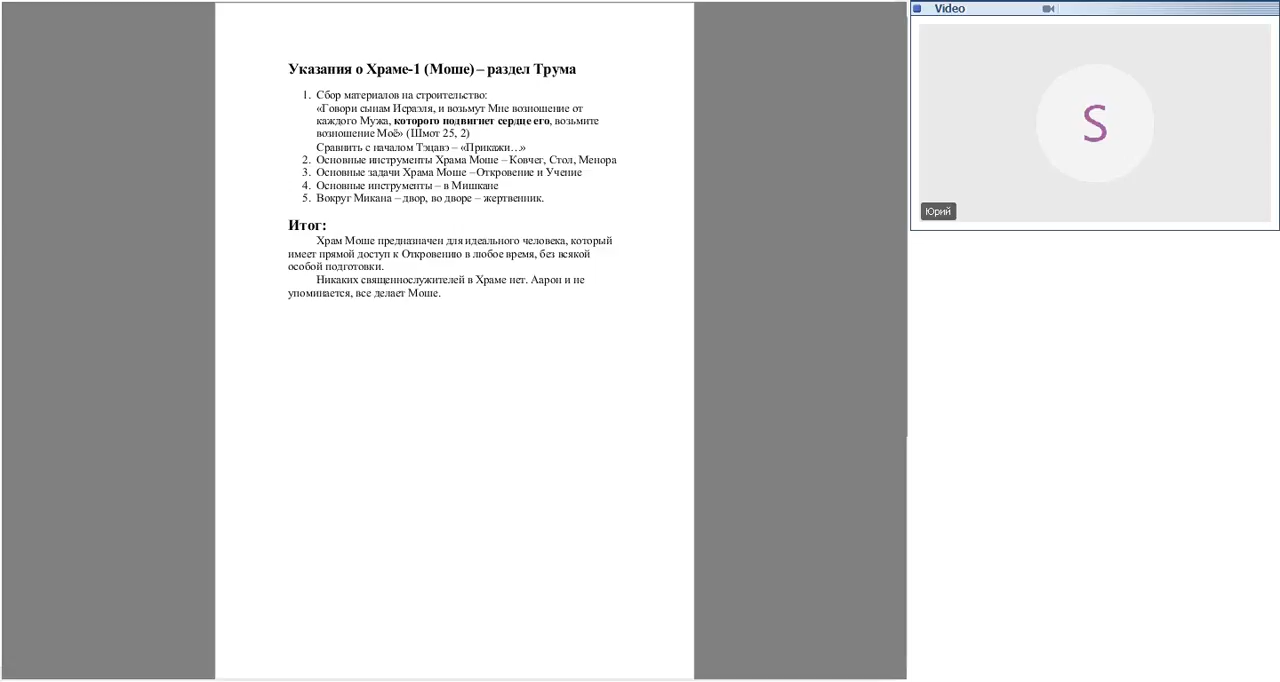 Указания о Храме-1 (Моше) – раздел Трума
1. Сбор материалов на строительство:
«Говори сынам Исраэля, и возьмут Мне возношение от
каждого Мужа, которого подвигнет сердце его, возьмите
возношение Моё» (Шмот 25, 2)
Сравнить с началом Тэцавэ – «Прикажи…»
2. Основные инструменты Храма Моше – Ковчег, Стол, Менора
3. Основные задачи Храма Моше –Откровение и Учение
4. Основные инструменты – в Мишкане
5. Вокруг Микана – двор, во дворе – жертвенник.
Итог:
Храм Моше предназначен для идеального человека, который
имеет прямой доступ к Откровению в любое время, без всякой
особой подготовки.
Никаких священнослужителей в Храме нет. Аарон и не
упоминается, все делает Моше.
Video
S
Юрий